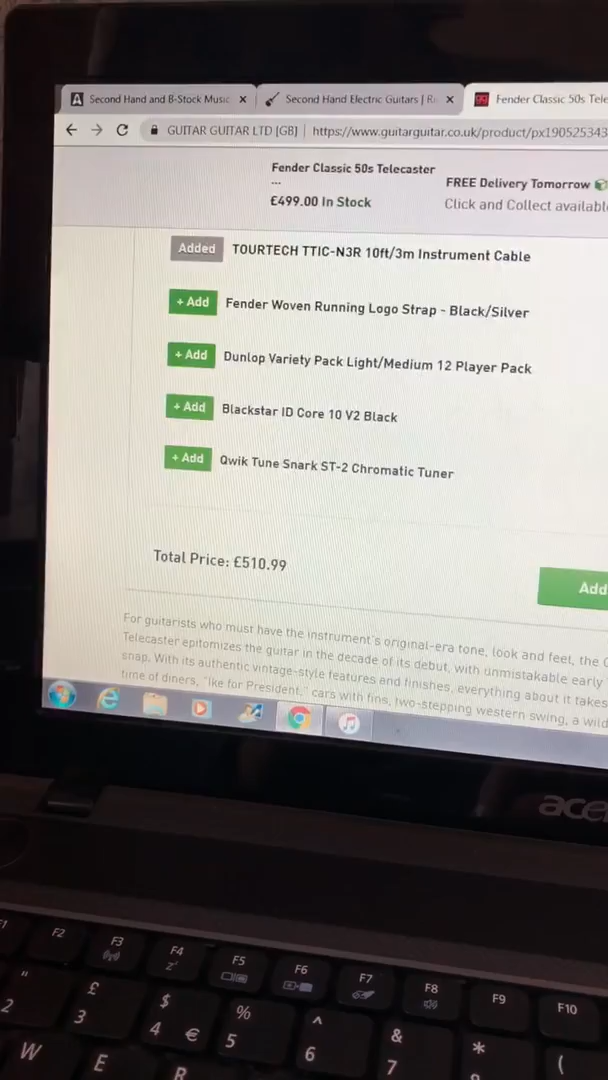 Second Hand and B-Stock Music
Second Hand Electric Guitars |
Fender Classic 50s Tele
GUITAR GUITAR LTD [GB] | https://www.guitarguitar.co.uk/product/px190525343
Fender Classic 50s Telecaster
...
£499.00 In Stock
FREE Delivery Tomorrow
Click and Collect availabl
Added TOURTECH TTIC-N3R 10ft/3m Instrument Cable
+ Add Fender Woven Running Logo Strap - Black/Silver
+ Add Dunlop Variety Pack Light/Medium 12 Player Pack
+ Add Blackstar ID Core 10 V2 Black
+ Add Qwik Tune Snark ST-2 Chromatic Tuner
Total Price: £510.99
Add
For guitarists who must have the instrument's original-era tone, look and feel, the
Telecaster epitomizes the guitar in the decade of its debut, with unmistakable early
snap. With its authentic vintage-style features and finishes, everything about it takes
time of diners, "Ike for President," cars with fins, two-stepping western swing, a wild
acer
F2 F3 F4 F5 F6 F7 F8 F9 F10
" £ $ % ^ & * (
2 3 4 € 5 6 7
W E R